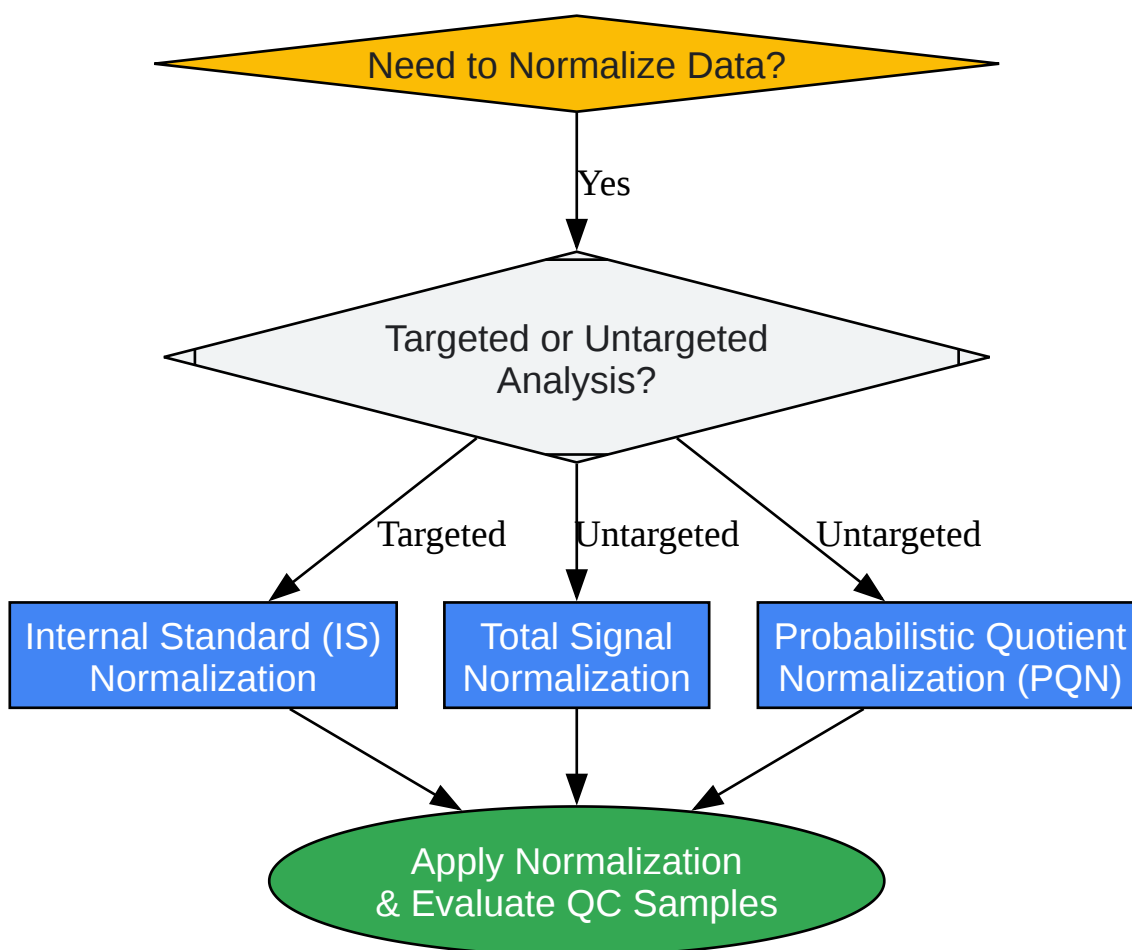 Need to Normalize Data?
Yes
Targeted or Untargeted
Analysis?
Targeted
Untargeted
Untargeted
Internal Standard (IS)
Normalization
Total Signal
Normalization
Probabilistic Quotient
Normalization (PQN)
Apply Normalization
& Evaluate QC Samples